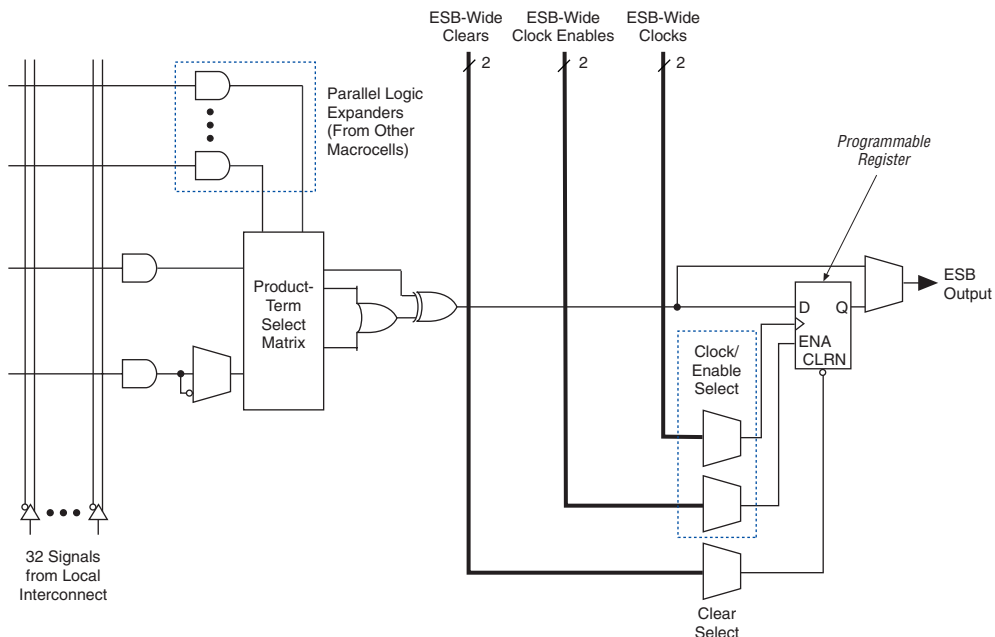 ESB-Wide
Clears
ESB-Wide
Clock Enables
ESB-Wide
Clocks
2
2
2
Parallel Logic
Expanders
(From Other
Macrocells)
Programmable
Register
Product-
Term
Select
Matrix
ESB
Output
D
Q
ENA
CLRN
Clock/
Enable
Select
32 Signals
from Local
Interconnect
Clear
Select